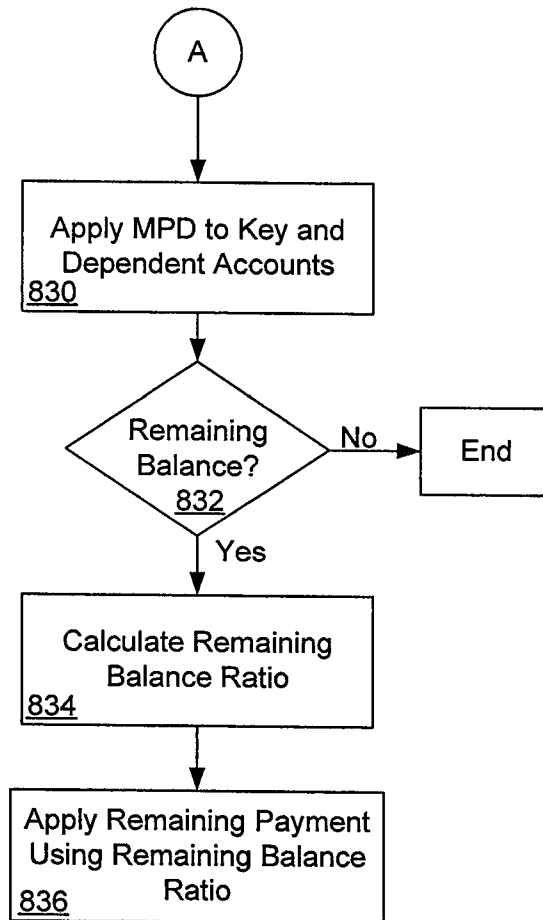 A
Apply MPD to Key and
Dependent Accounts
830
Remaining
Balance?
832
No
End
Yes
Calculate Remaining
Balance Ratio
834
Apply Remaining Payment
Using Remaining Balance
Ratio
836